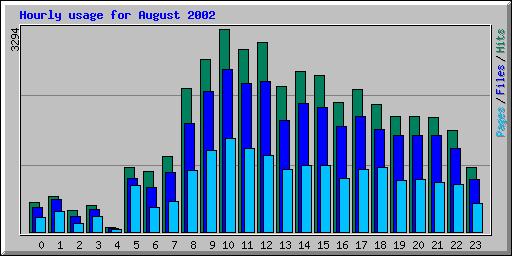 Hourly usage for August 2002
3294
Pages / Files / Hits
0 1 2 3 4 5 6 7 8 9 10 11 12 13 14 15 16 17 18 19 20 21 22 23